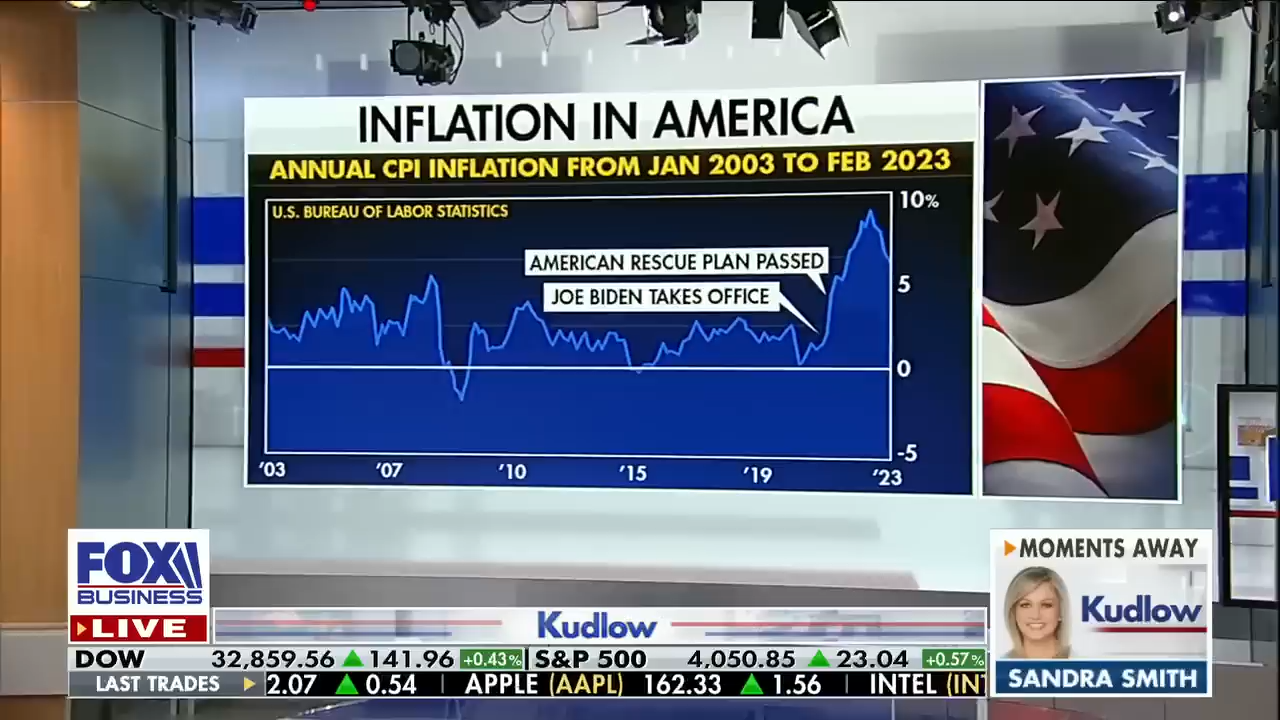 INFLATION IN AMERICA
ANNUAL CPI INFLATION FROM JAN 2003 TO FEB 2023
U.S. BUREAU OF LABOR STATISTICS
10%
AMERICAN RESCUE PLAN PASSED
5
JOE BIDEN TAKES OFFICE
0
-5
'03 '07 '10 '15 '19 '23
FOX
BUSINESS
LIVE
MOMENTS AWAY
Kudlow
SANDRA SMITH
Kudlow
DOW 32,859.56 141.96 +0.43% S&P 500 4,050.85 23.04 +0.57%
LAST TRADES 2.07 0.54 APPLE (AAPL) 162.33 1.56 INTEL (INT